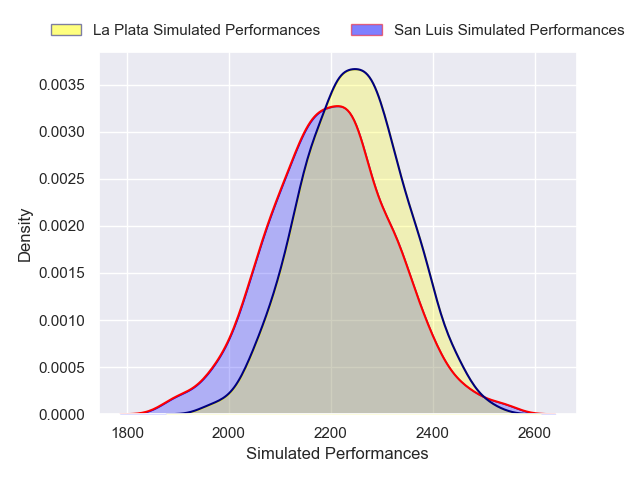 La Plata Simulated Performances
San Luis Simulated Performances
0.0035
0.0030
0.0025
0.0020
0.0015
0.0010
0.0005
0.0000
Density
1800 2000 2200 2400 2600
Simulated Performances